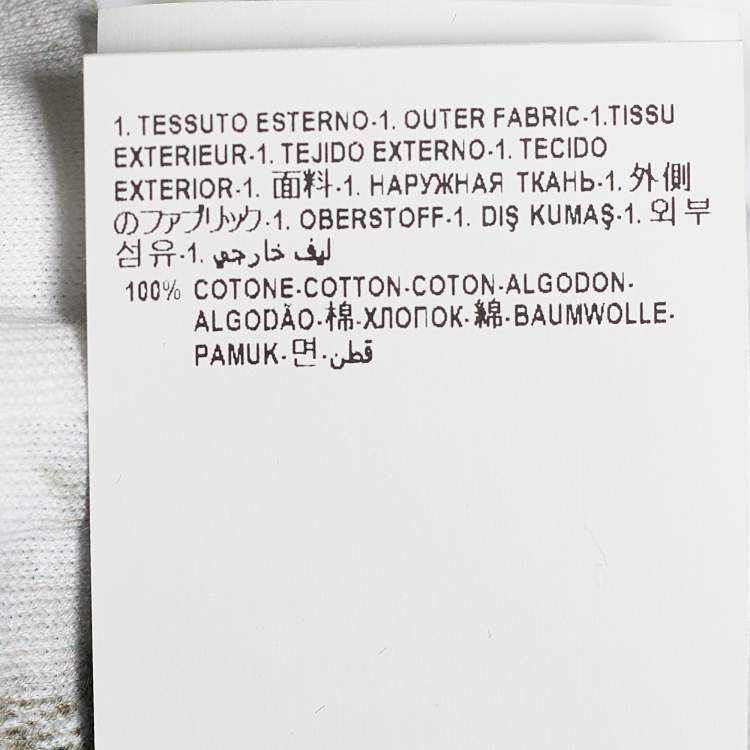 1. TESSUTO ESTERNO-1. OUTER FABRIC-1.TISSU
EXTERIEUR-1. TEJIDO EXTERNO-1. TECIDO
EXTERIOR-1. 面料-1. НАРУЖНАЯ ТКАНЬ-1. 外側
のファブリック-1. OBERSTOFF-1. DIŞ KUMAŞ-1. 외부
섬유-1. ليف خارجي
100% COTONE-COTTON-COTON-ALGODON-
ALGODÃO-棉-ХЛОПОК-綿-BAUMWOLLE-
PAMUK-면-قطن